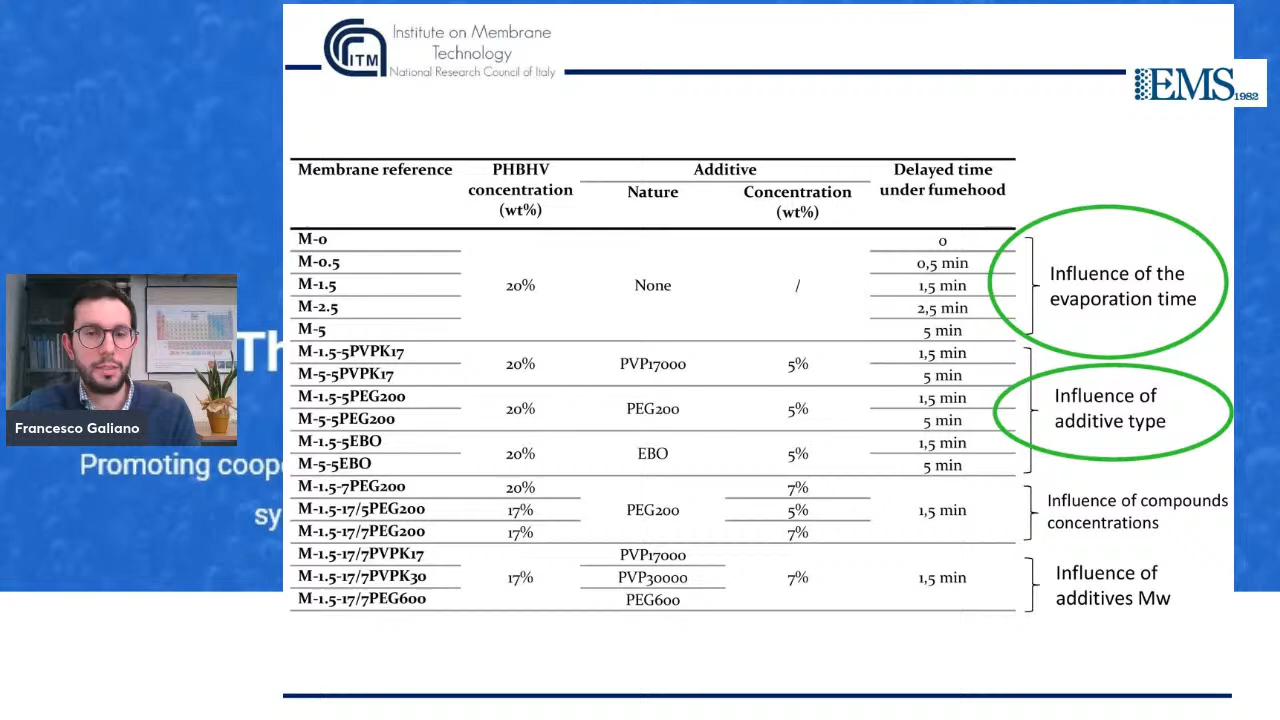 Institute on Membrane
Technology
ITM
National Research Council of Italy
EMS 1982
Membrane reference PHBHV concentration (wt%) Additive Delayed time under fumehood
Nature Concentration (wt%)
M-0 20% None / 0
M-0.5 0,5 min
M-1.5 1,5 min
M-2.5 2,5 min
M-5 5 min
Influence of the
evaporation time
M-1.5-5PVPK17 20% PVP17000 5% 1,5 min
M-5-5PVPK17 5 min
M-1.5-5PEG200 20% PEG200 5% 1,5 min
M-5-5PEG200 5 min
M-1.5-5EBO 20% EBO 5% 1,5 min
M-5-5EBO 5 min
Influence of
additive type
M-1.5-7PEG200 20% PEG200 7% 1,5 min
M-1.5-17/5PEG200 17% 5%
M-1.5-17/7PEG200 17% 7%
Influence of compounds
concentrations
M-1.5-17/7PVPK17 17% PVP17000 7% 1,5 min
M-1.5-17/7PVPK30 PVP30000
M-1.5-17/7PEG600 PEG600
Influence of
additives Mw
Th
Francesco Galiano
Promoting coop
sy